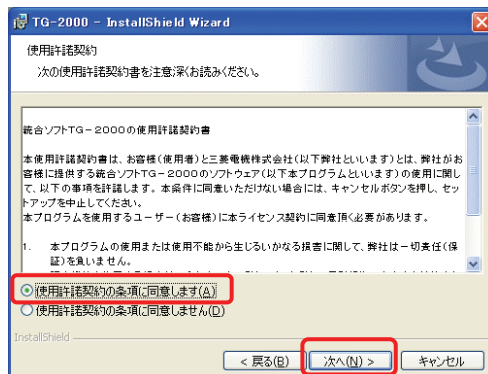 TG-2000 - InstallShield Wizard
使用許諾契約
次の使用許諾契約書を注意深くお読みください。
統合ソフトTG-2000の使用許諾契約書
本使用許諾契約書は、お客様(使用者)と三菱電機株式会社(以下弊社といいます)とは、弊社がお
客様に提供する統合ソフトTG-2000のソフトウェア(以下本プログラムといいます)の使用に関し
て、以下の事項を許諾します。本条件に同意いただけない場合には、キャンセルボタンを押し、セッ
トアップを中止してください。
本プログラムを使用するユーザー(お客様)に本ライセンス契約に同意頂く必要があります。
1. 本プログラムの使用または使用不能から生じるいかなる損害に関して、弊社は一切責任(保
証)を負いません。
使用許諾契約の条項に同意します(A)
使用許諾契約の条項に同意しません(D)
InstallShield
< 戻る(B) 次へ(N) > キャンセル